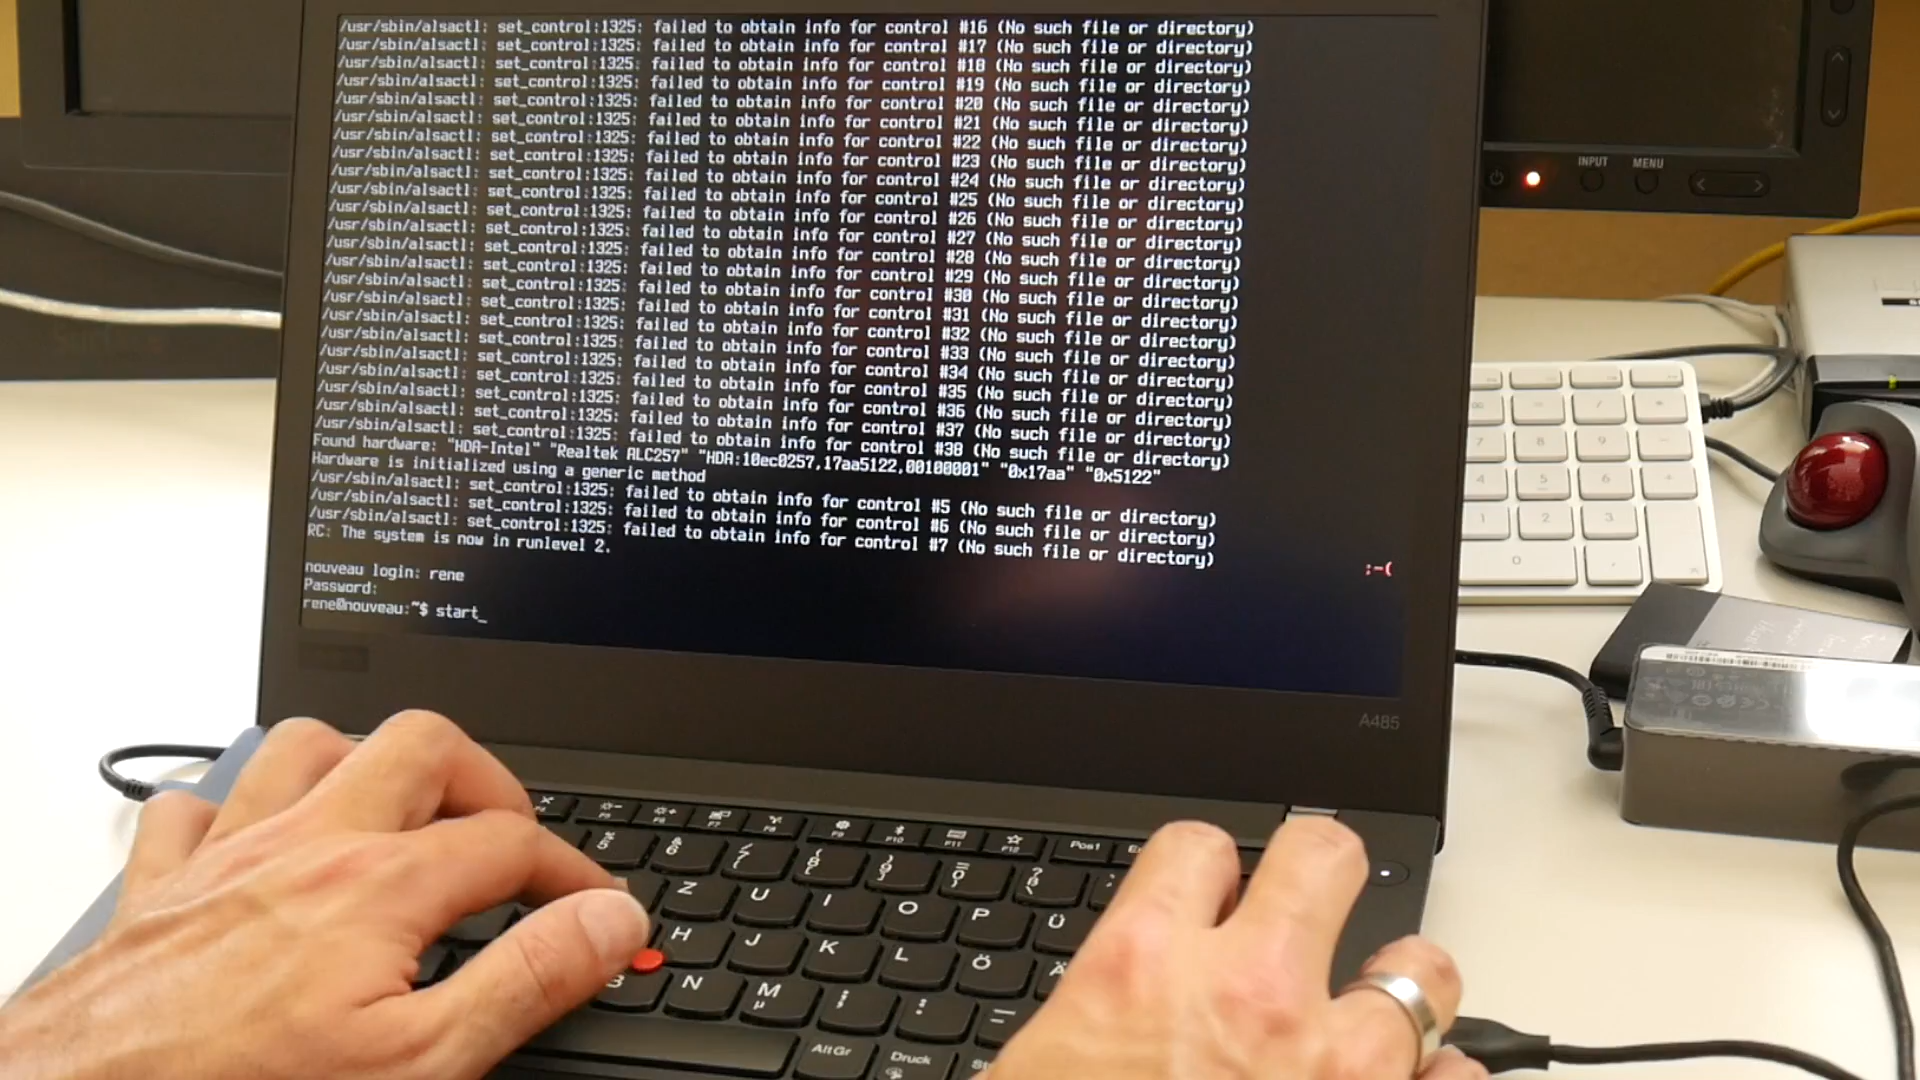 /usr/sbin/alsactl: set_control:1325: failed to obtain info for control #16 (No such file or directory)
/usr/sbin/alsactl: set_control:1325: failed to obtain info for control #17 (No such file or directory)
/usr/sbin/alsactl: set_control:1325: failed to obtain info for control #18 (No such file or directory)
/usr/sbin/alsactl: set_control:1325: failed to obtain info for control #19 (No such file or directory)
/usr/sbin/alsactl: set_control:1325: failed to obtain info for control #20 (No such file or directory)
/usr/sbin/alsactl: set_control:1325: failed to obtain info for control #21 (No such file or directory)
/usr/sbin/alsactl: set_control:1325: failed to obtain info for control #22 (No such file or directory)
/usr/sbin/alsactl: set_control:1325: failed to obtain info for control #23 (No such file or directory)
/usr/sbin/alsactl: set_control:1325: failed to obtain info for control #24 (No such file or directory)
/usr/sbin/alsactl: set_control:1325: failed to obtain info for control #25 (No such file or directory)
/usr/sbin/alsactl: set_control:1325: failed to obtain info for control #26 (No such file or directory)
/usr/sbin/alsactl: set_control:1325: failed to obtain info for control #27 (No such file or directory)
/usr/sbin/alsactl: set_control:1325: failed to obtain info for control #28 (No such file or directory)
/usr/sbin/alsactl: set_control:1325: failed to obtain info for control #29 (No such file or directory)
/usr/sbin/alsactl: set_control:1325: failed to obtain info for control #30 (No such file or directory)
/usr/sbin/alsactl: set_control:1325: failed to obtain info for control #31 (No such file or directory)
/usr/sbin/alsactl: set_control:1325: failed to obtain info for control #32 (No such file or directory)
/usr/sbin/alsactl: set_control:1325: failed to obtain info for control #33 (No such file or directory)
/usr/sbin/alsactl: set_control:1325: failed to obtain info for control #34 (No such file or directory)
/usr/sbin/alsactl: set_control:1325: failed to obtain info for control #35 (No such file or directory)
/usr/sbin/alsactl: set_control:1325: failed to obtain info for control #36 (No such file or directory)
/usr/sbin/alsactl: set_control:1325: failed to obtain info for control #37 (No such file or directory)
/usr/sbin/alsactl: set_control:1325: failed to obtain info for control #38 (No such file or directory)
Found hardware: "HDA-Intel" "Realtek ALC257" "HDA:10ec0257,17aa5122,00100001" "0x17aa" "0x5122"
Hardware is initialized using a generic method
/usr/sbin/alsactl: set_control:1325: failed to obtain info for control #5 (No such file or directory)
/usr/sbin/alsactl: set_control:1325: failed to obtain info for control #6 (No such file or directory)
/usr/sbin/alsactl: set_control:1325: failed to obtain info for control #7 (No such file or directory)
RC: The system is now in runlevel 2.
:-(
nouveau login: rene
Password:
rene@nouveau:~$ start_
A485
INPUT MENU
F5 F6 F7 F8 F9 F10 F11 F12 Pos1
Z U I O P Ü
H J K L Ö Ä
N M µ ; :
Alt Gr Druck
7 8 9
4 5 6
1 2 3
0